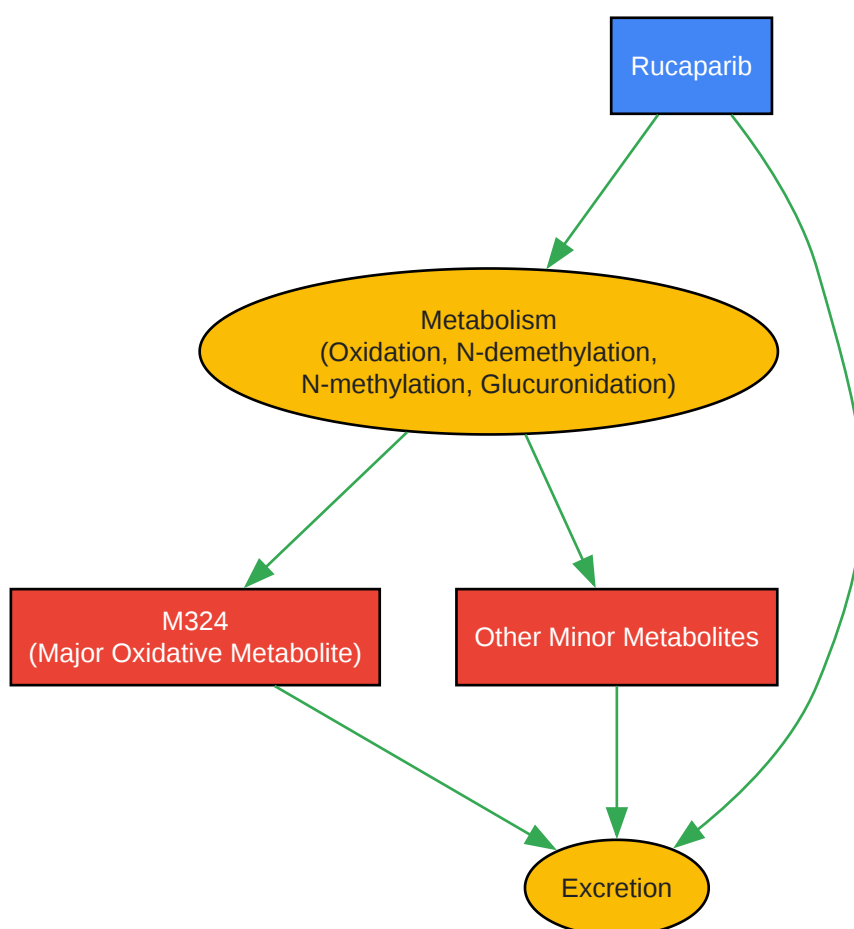 Rucaparib
Metabolism
(Oxidation, N-demethylation,
N-methylation, Glucuronidation)
M324
(Major Oxidative Metabolite)
Other Minor Metabolites
Excretion